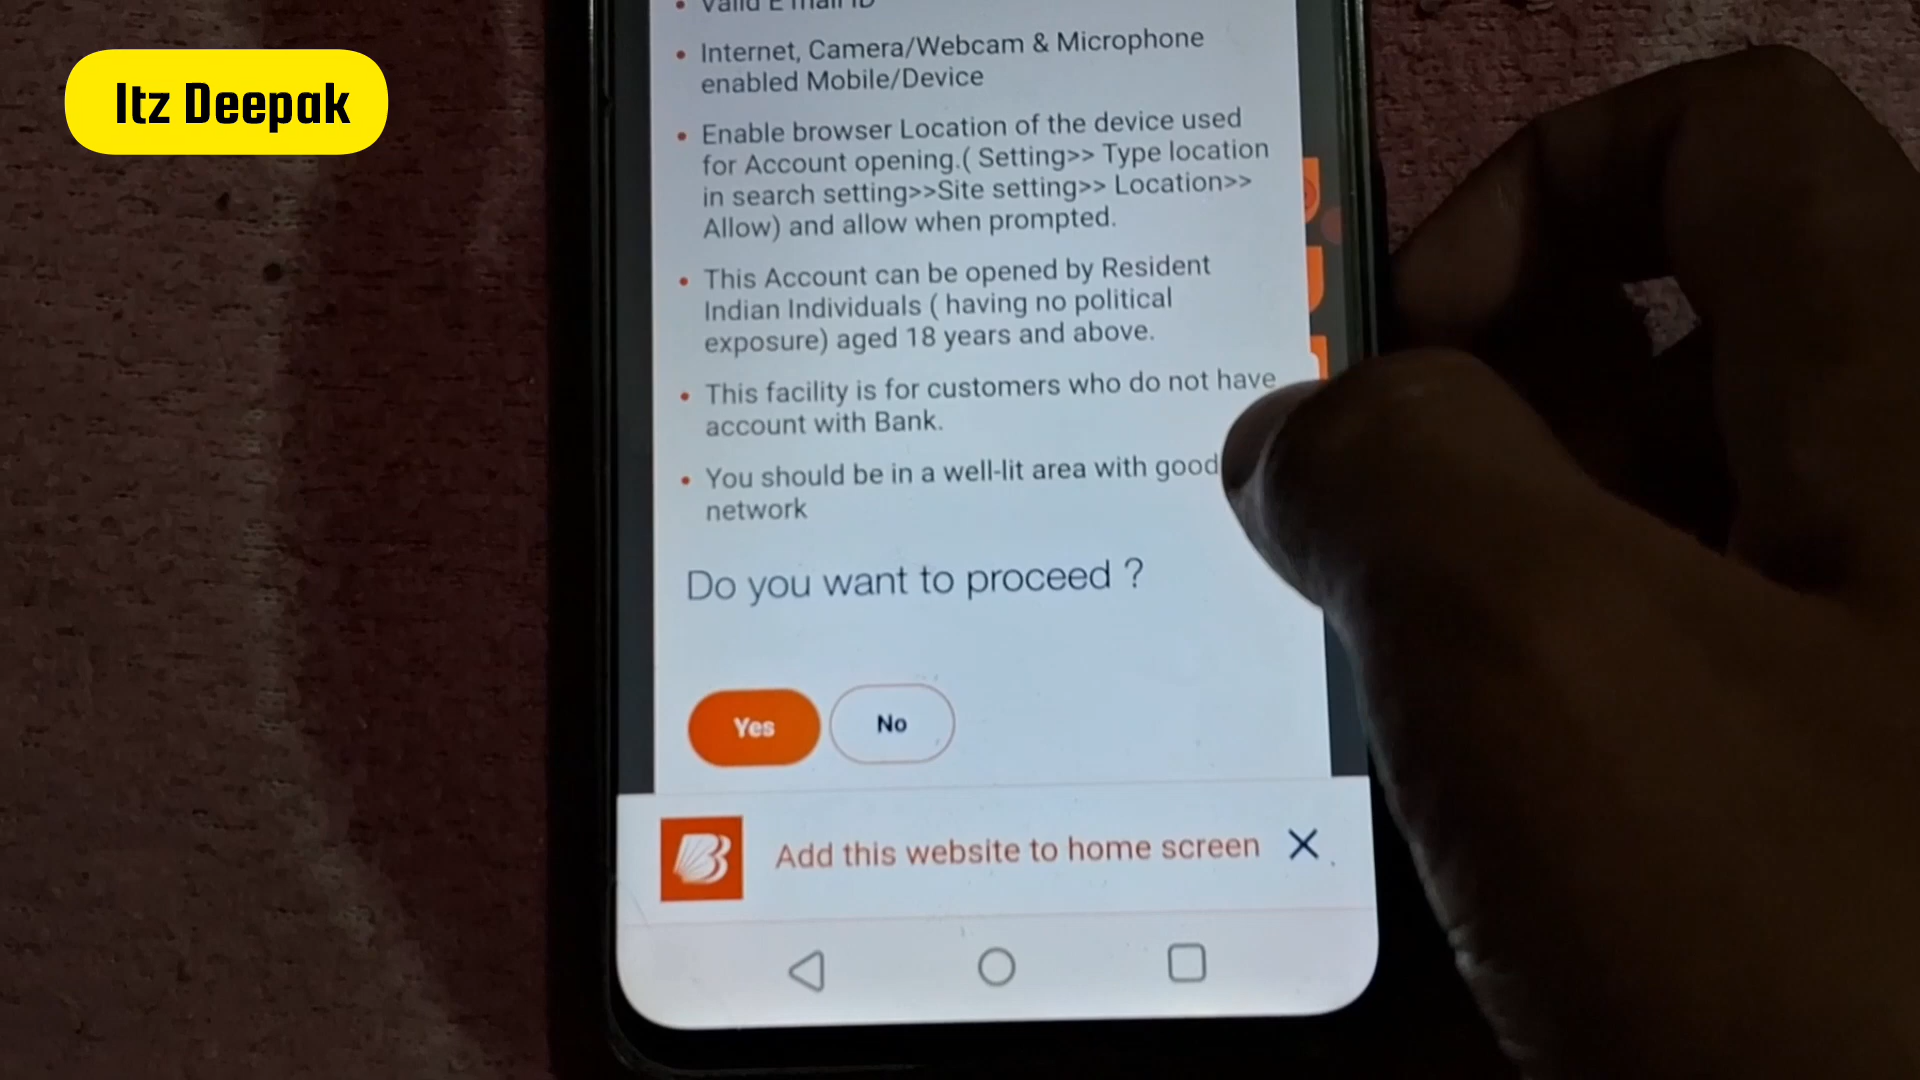 Itz Deepak
• Valid E mail ID
• Internet, Camera/Webcam & Microphone
enabled Mobile/Device
• Enable browser Location of the device used
for Account opening.( Setting>> Type location
in search setting>>Site setting>> Location>>
Allow) and allow when prompted.
• This Account can be opened by Resident
Indian Individuals ( having no political
exposure) aged 18 years and above.
• This facility is for customers who do not have
account with Bank.
• You should be in a well-lit area with good
network
Do you want to proceed ?
Yes
No
Add this website to home screen